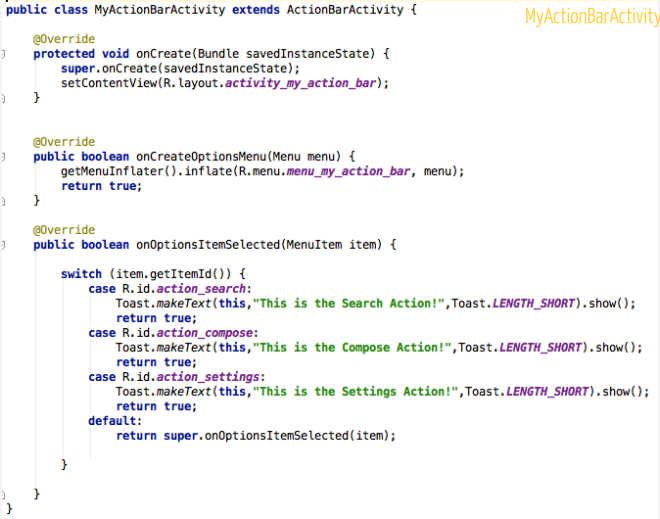 public class MyActionBarActivity extends ActionBarActivity {
MyActionBarActivity
@Override
protected void onCreate(Bundle savedInstanceState) {
super.onCreate(savedInstanceState);
setContentView(R.layout.activity_my_action_bar);
}
@Override
public boolean onCreateOptionsMenu(Menu menu) {
getMenuInflater().inflate(R.menu.menu_my_action_bar, menu);
return true;
}
@Override
public boolean onOptionsItemSelected(MenuItem item) {
switch (item.getItemId()) {
case R.id.action_search:
Toast.makeText(this,"This is the Search Action!",Toast.LENGTH_SHORT).show();
return true;
case R.id.action_compose:
Toast.makeText(this,"This is the Compose Action!",Toast.LENGTH_SHORT).show();
return true;
case R.id.action_settings:
Toast.makeText(this,"This is the Settings Action!",Toast.LENGTH_SHORT).show();
return true;
default:
return super.onOptionsItemSelected(item);
}
}
}